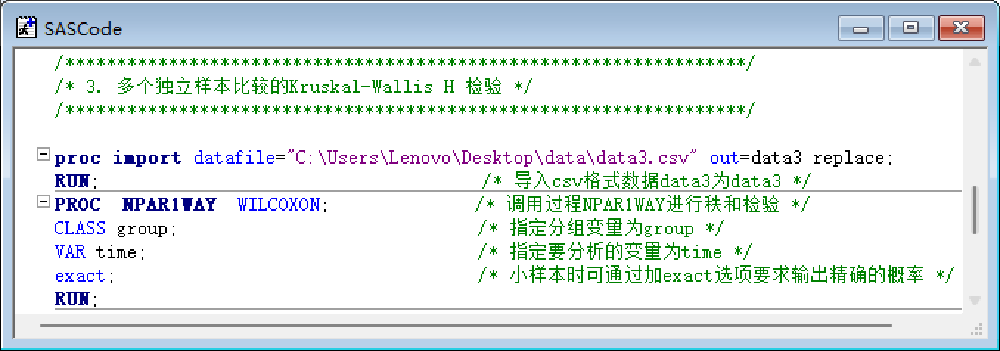 SASCode
/******************************************************************/
/* 3. 多个独立样本比较的Kruskal-Wallis H 检验 */
/******************************************************************/
proc import datafile="C:\Users\Lenovo\Desktop\data\data3.csv" out=data3 replace;
RUN; /* 导入csv格式数据data3为data3 */
PROC NPAR1WAY WILCOXON; /* 调用过程NPAR1WAY进行秩和检验 */
CLASS group; /* 指定分组变量为group */
VAR time; /* 指定要分析的变量为time */
exact; /* 小样本时可通过加exact选项要求输出精确的概率 */
RUN;